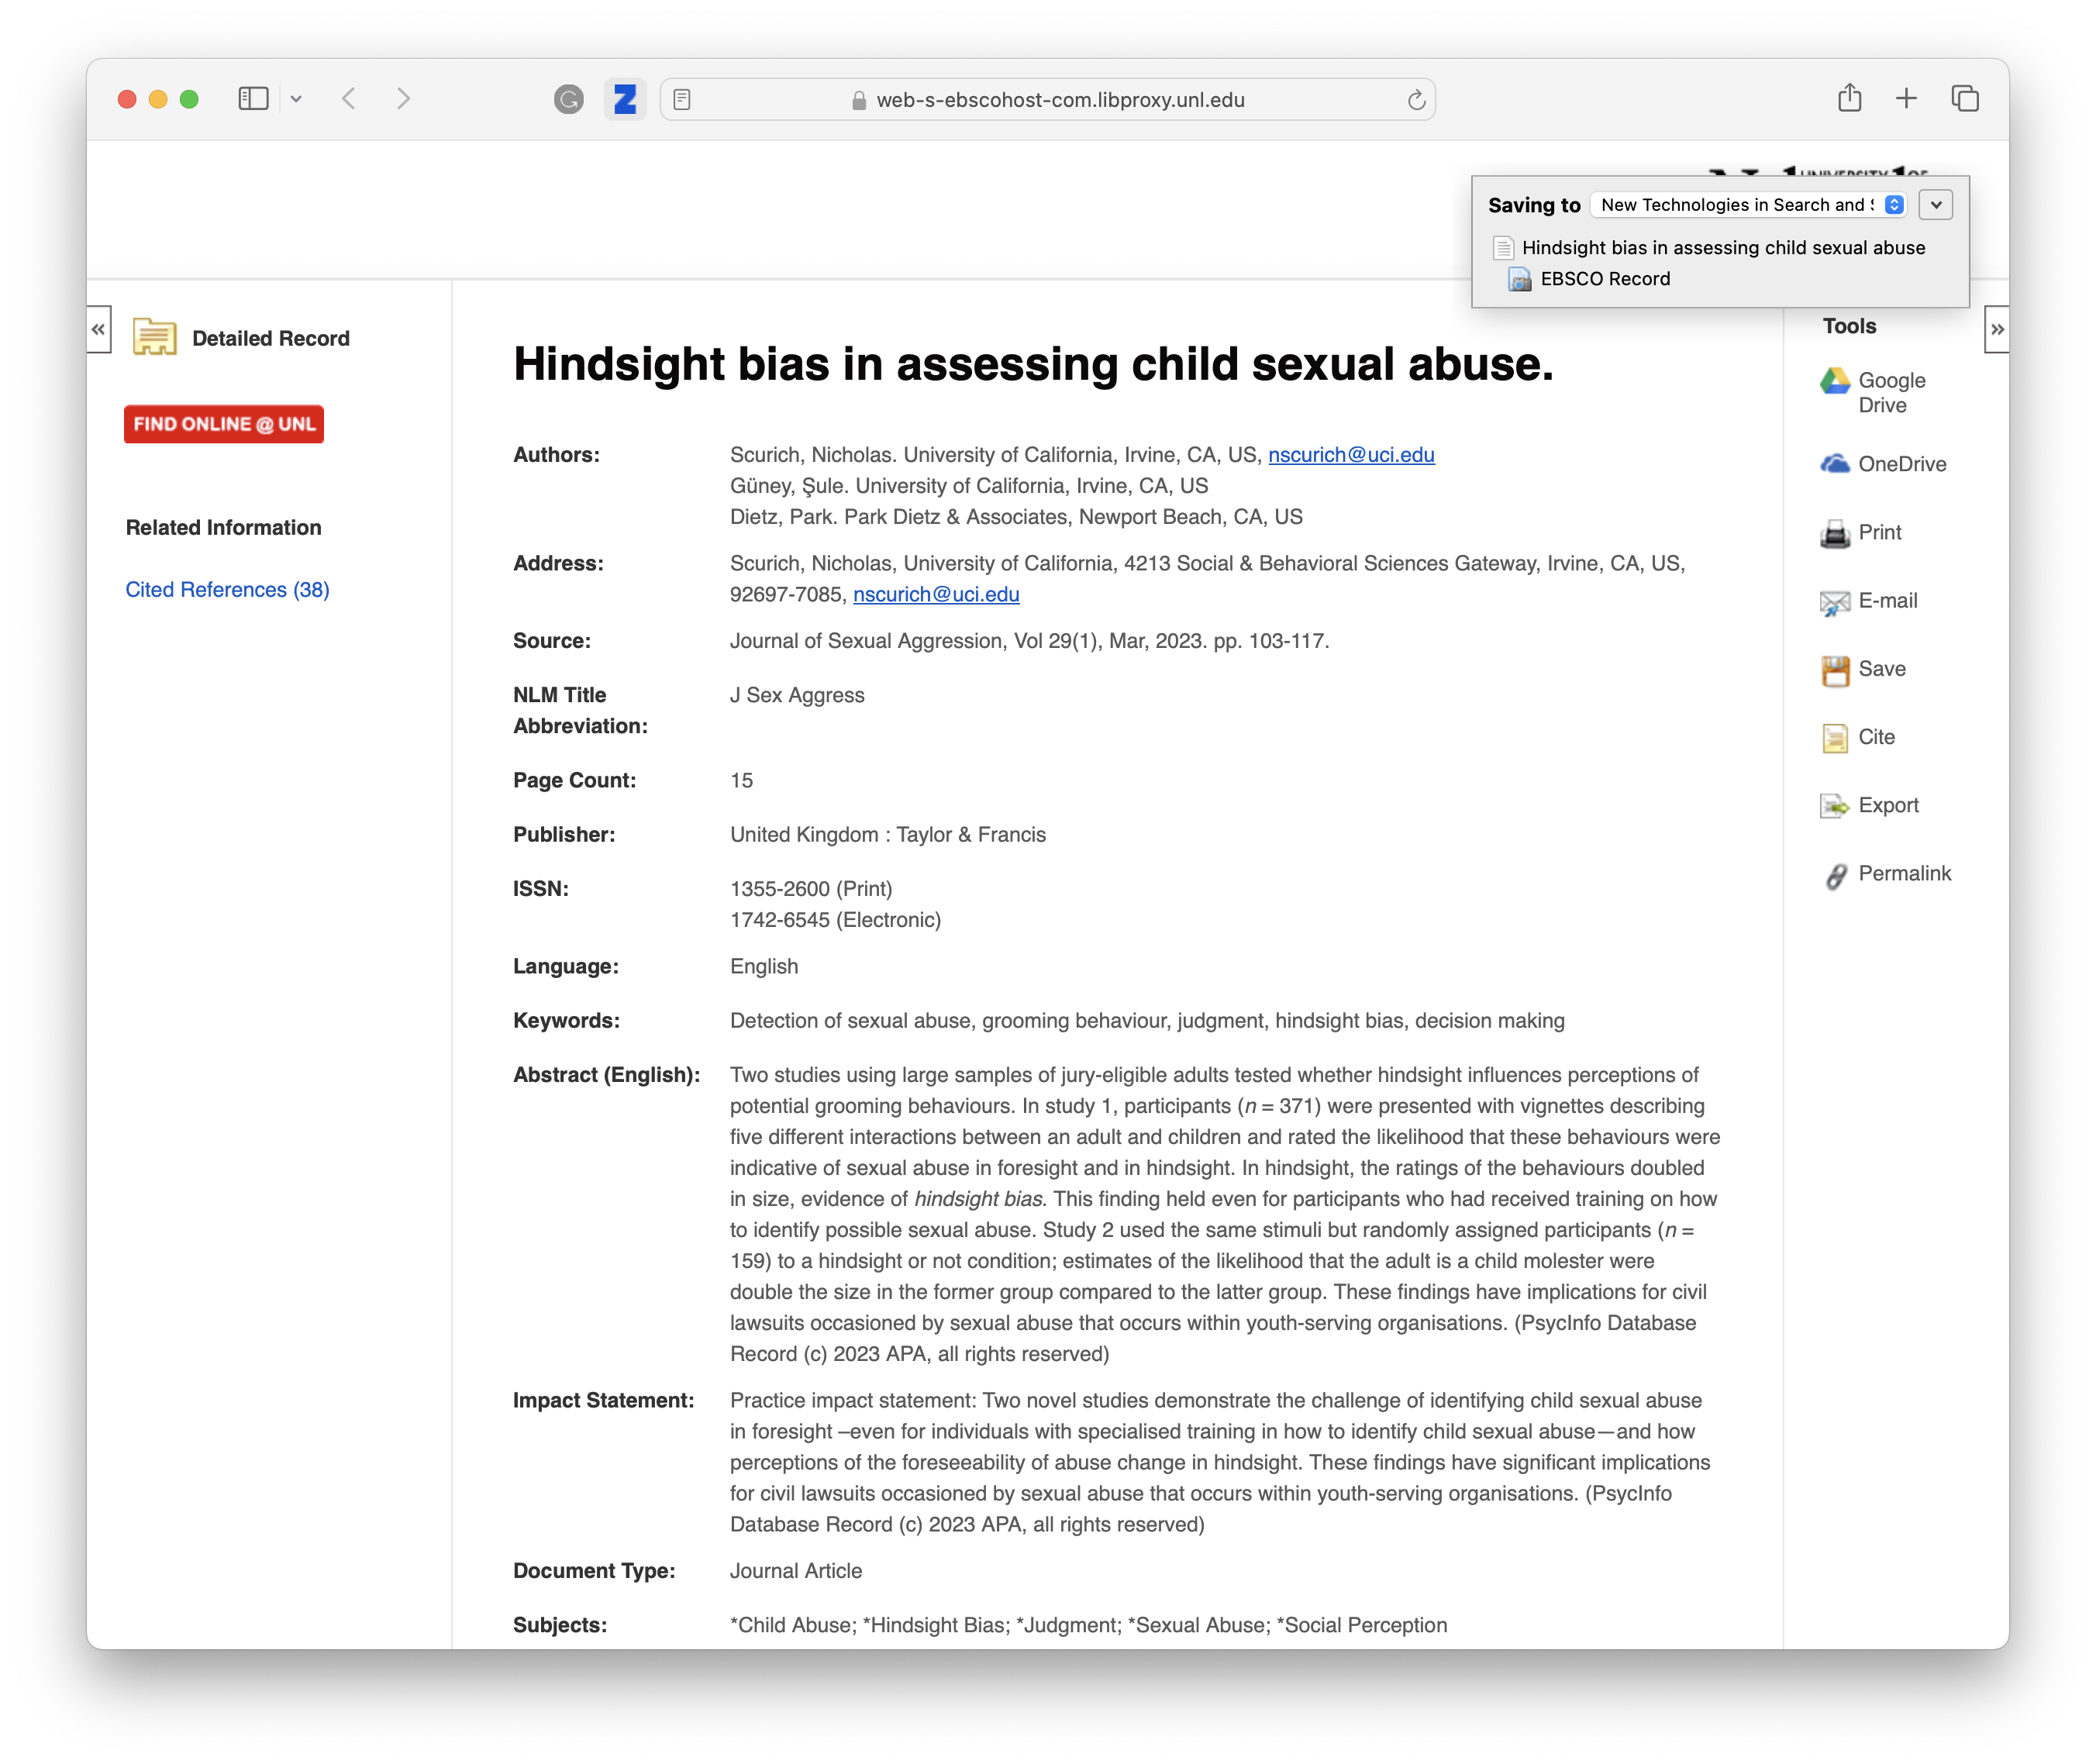 web-s-ebscohost-com.libproxy.unl.edu
Saving to New Technologies in Search and
Hindsight bias in assessing child sexual abuse
EBSCO Record
Detailed Record
FIND ONLINE @ UNL
Related Information
Cited References (38)
Hindsight bias in assessing child sexual abuse.
Authors: Scurich, Nicholas. University of California, Irvine, CA, US, nscurich@uci.edu
Güney, Şule. University of California, Irvine, CA, US
Dietz, Park. Park Dietz & Associates, Newport Beach, CA, US
Address: Scurich, Nicholas, University of California, 4213 Social & Behavioral Sciences Gateway, Irvine, CA, US,
92697-7085, nscurich@uci.edu
Source: Journal of Sexual Aggression, Vol 29(1), Mar, 2023. pp. 103-117.
NLM Title J Sex Aggress
Abbreviation:
Page Count: 15
Publisher: United Kingdom : Taylor & Francis
ISSN: 1355-2600 (Print)
1742-6545 (Electronic)
Language: English
Keywords: Detection of sexual abuse, grooming behaviour, judgment, hindsight bias, decision making
Abstract (English): Two studies using large samples of jury-eligible adults tested whether hindsight influences perceptions of
potential grooming behaviours. In study 1, participants (n = 371) were presented with vignettes describing
five different interactions between an adult and children and rated the likelihood that these behaviours were
indicative of sexual abuse in foresight and in hindsight. In hindsight, the ratings of the behaviours doubled
in size, evidence of hindsight bias. This finding held even for participants who had received training on how
to identify possible sexual abuse. Study 2 used the same stimuli but randomly assigned participants (n =
159) to a hindsight or not condition; estimates of the likelihood that the adult is a child molester were
double the size in the former group compared to the latter group. These findings have implications for civil
lawsuits occasioned by sexual abuse that occurs within youth-serving organisations. (PsycInfo Database
Record (c) 2023 APA, all rights reserved)
Impact Statement: Practice impact statement: Two novel studies demonstrate the challenge of identifying child sexual abuse
in foresight –even for individuals with specialised training in how to identify child sexual abuse—and how
perceptions of the foreseeability of abuse change in hindsight. These findings have significant implications
for civil lawsuits occasioned by sexual abuse that occurs within youth-serving organisations. (PsycInfo
Database Record (c) 2023 APA, all rights reserved)
Document Type: Journal Article
Subjects: *Child Abuse; *Hindsight Bias; *Judgment; *Sexual Abuse; *Social Perception
Tools
Google
Drive
OneDrive
Print
E-mail
Save
Cite
Export
Permalink